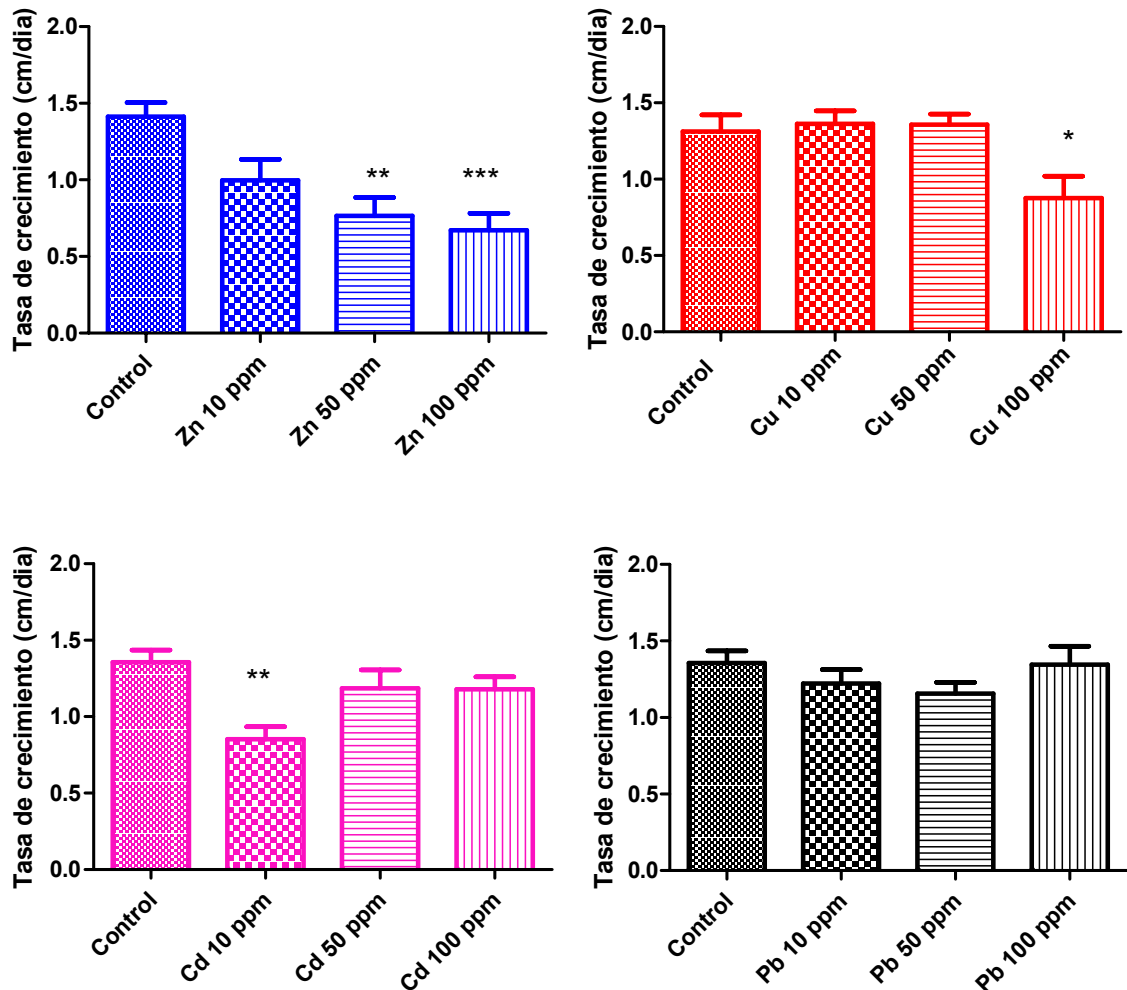 Tasa de crecimiento (cm/dia)
2.0
1.5
1.0
0.5
0.0
** ***
Control Zn 10 ppm Zn 50 ppm Zn 100 ppm
Tasa de crecimiento (cm/dia)
2.0
1.5
1.0
0.5
0.0
*
Control Cu 10 ppm Cu 50 ppm Cu 100 ppm
Tasa de crecimiento (cm/dia)
2.0
1.5
1.0
0.5
0.0
**
Control Cd 10 ppm Cd 50 ppm Cd 100 ppm
Tasa de crecimiento (cm/dia)
2.0
1.5
1.0
0.5
0.0
Control Pb 10 ppm Pb 50 ppm Pb 100 ppm